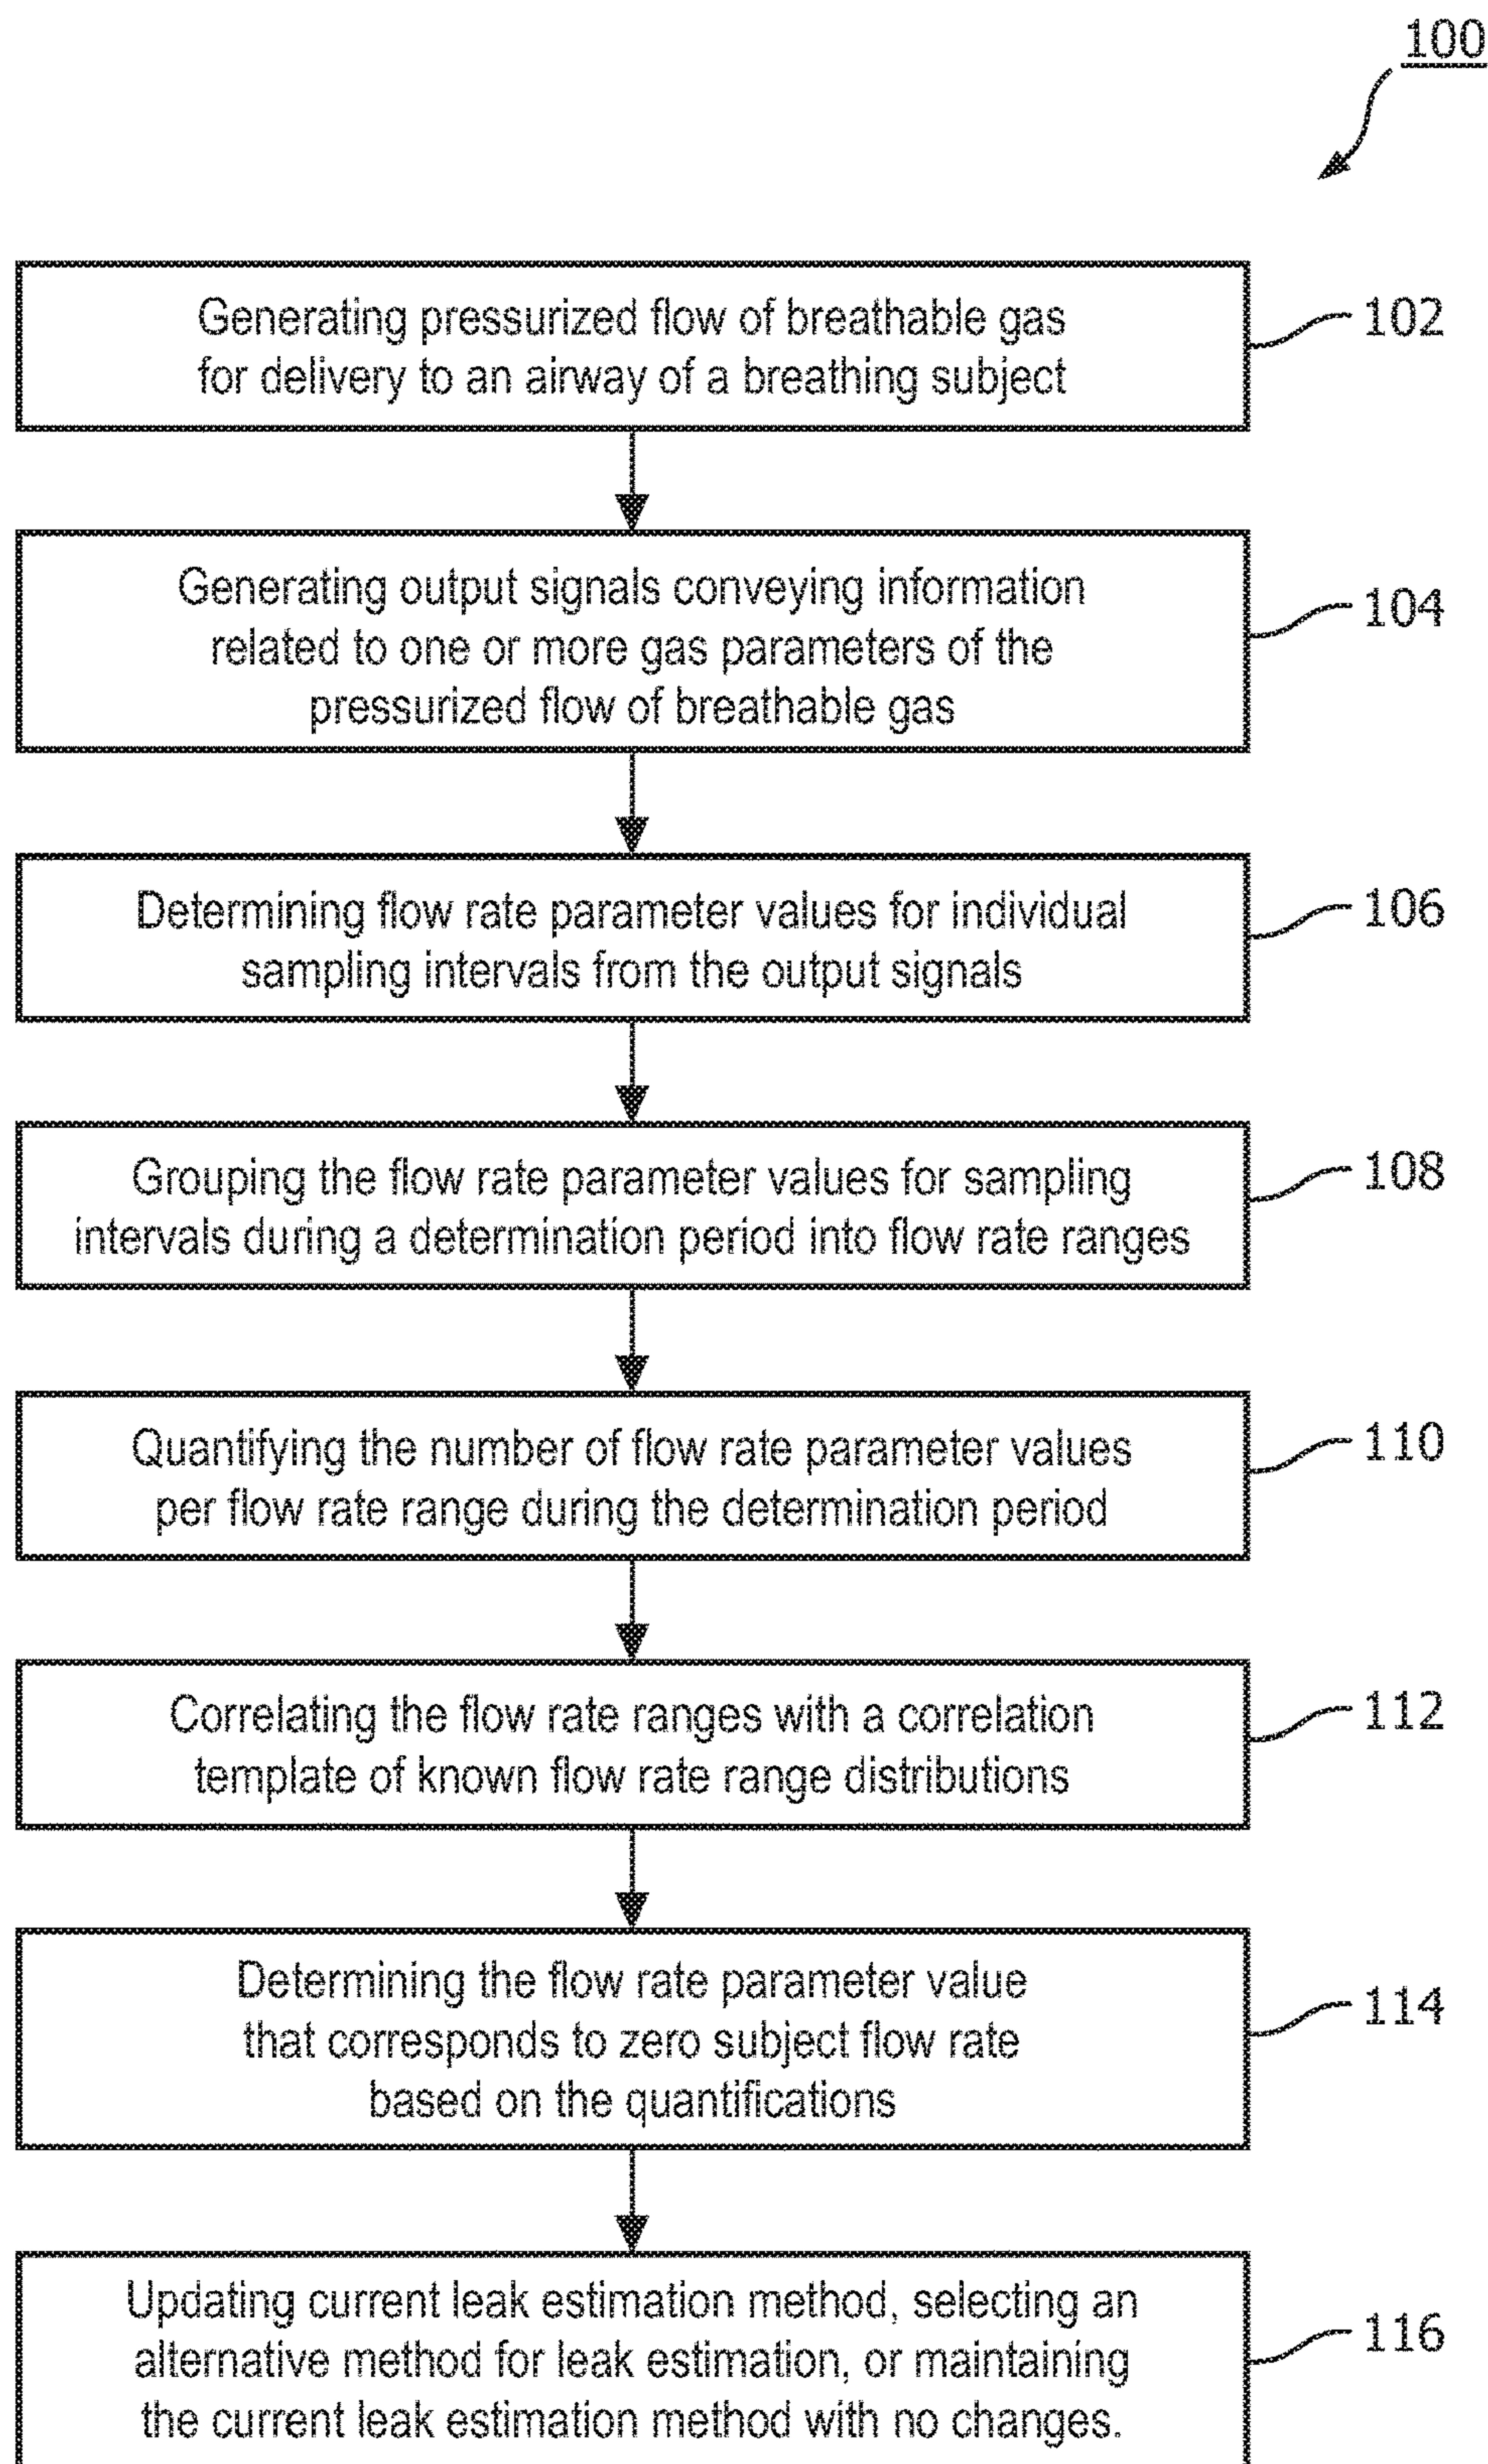 100
Generating pressurized flow of breathable gas
for delivery to an airway of a breathing subject
102
Generating output signals conveying information
related to one or more gas parameters of the
pressurized flow of breathable gas
104
Determining flow rate parameter values for individual
sampling intervals from the output signals
106
Grouping the flow rate parameter values for sampling
intervals during a determination period into flow rate ranges
108
Quantifying the number of flow rate parameter values
per flow rate range during the determination period
110
Correlating the flow rate ranges with a correlation
template of known flow rate range distributions
112
Determining the flow rate parameter value
that corresponds to zero subject flow rate
based on the quantifications
114
Updating current leak estimation method, selecting an
alternative method for leak estimation, or maintaining
the current leak estimation method with no changes.
116